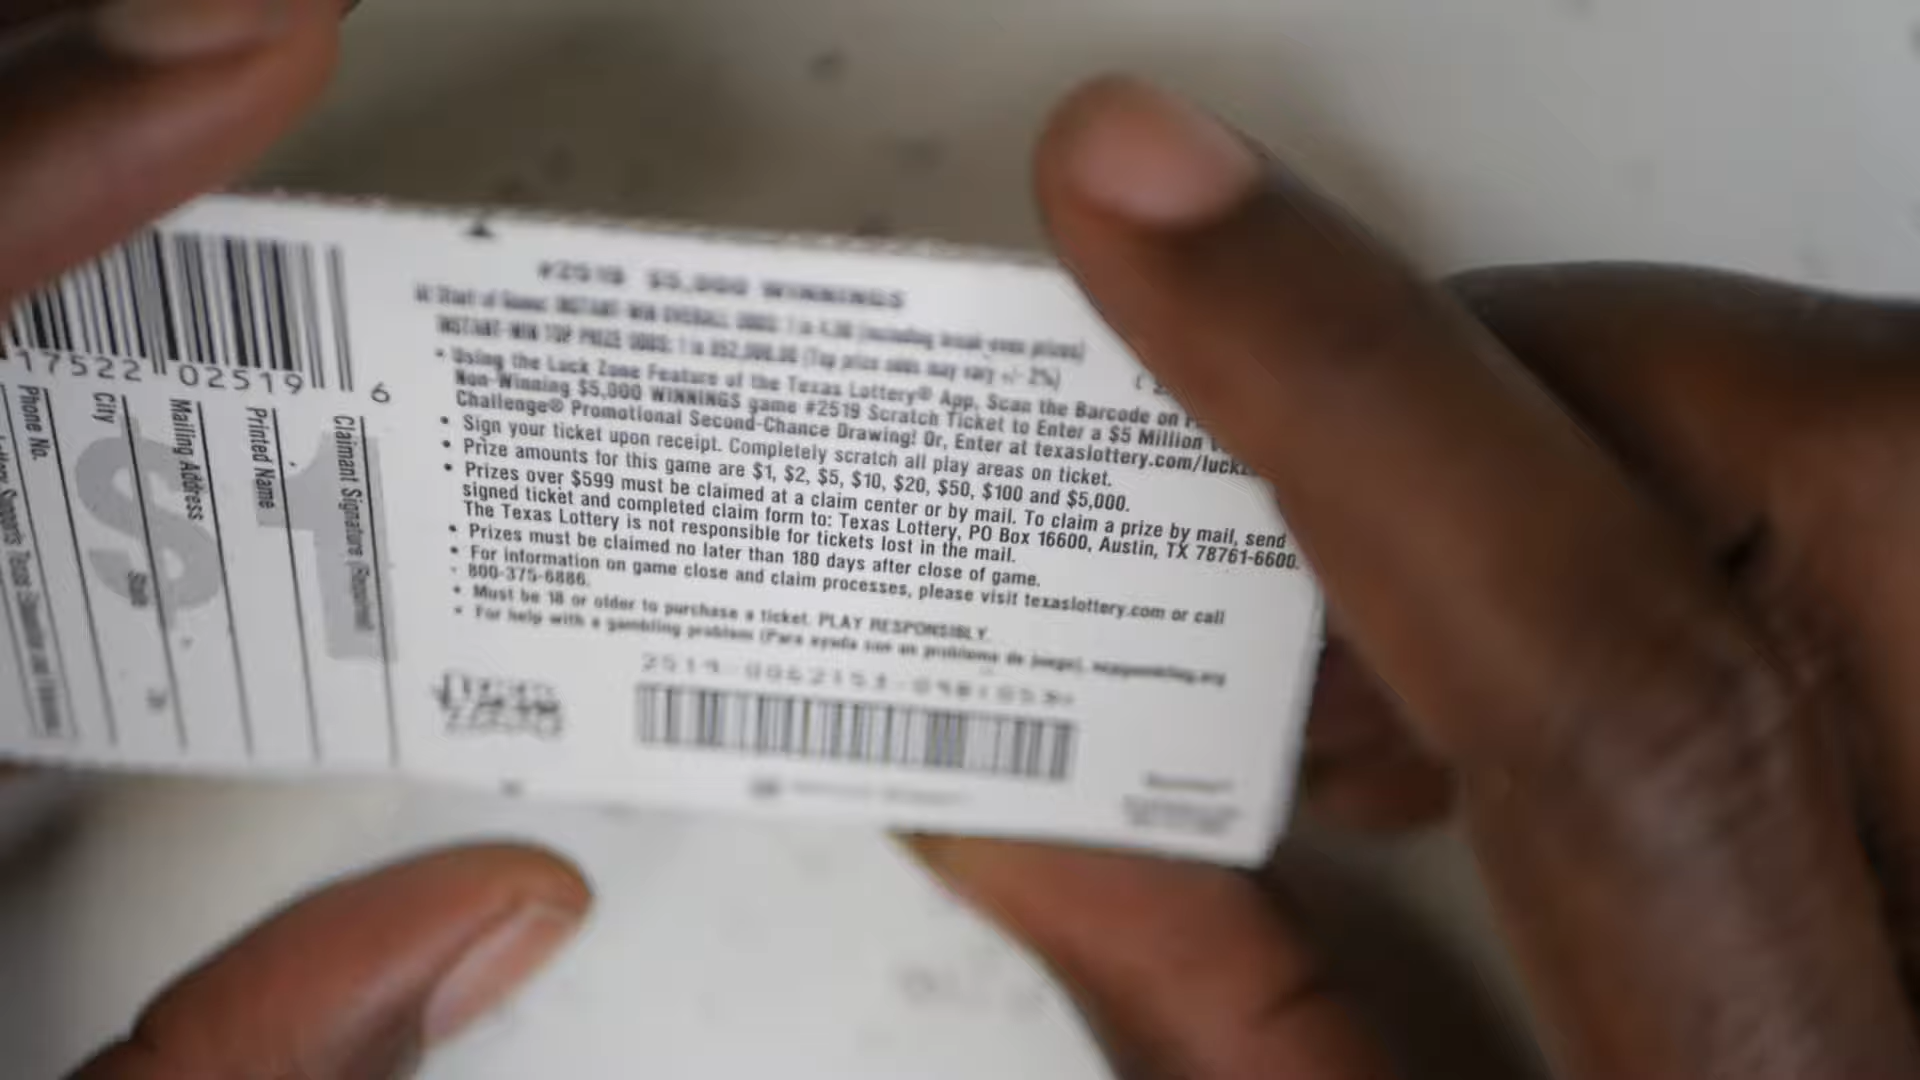 #2519 $5,000 WINNINGS
At Start of Game: INSTANT-WIN OVERALL ODDS: 1 in (including break-even prizes)
INSTANT-WIN TOP PRIZE ODDS: 1 in (Top prize odds may vary +/- 2%)
• Using the Luck Zone Feature of the Texas Lottery® App, Scan the Barcode on
Non-Winning $5,000 WINNINGS game #2519 Scratch Ticket to Enter a $5 Million
Challenge® Promotional Second-Chance Drawing! Or, Enter at texaslottery.com/luckz
• Sign your ticket upon receipt. Completely scratch all play areas on ticket.
• Prize amounts for this game are $1, $2, $5, $10, $20, $50, $100 and $5,000.
• Prizes over $599 must be claimed at a claim center or by mail. To claim a prize by mail, send
signed ticket and completed claim form to: Texas Lottery, PO Box 16600, Austin, TX 78761-6600.
The Texas Lottery is not responsible for tickets lost in the mail.
• Prizes must be claimed no later than 180 days after close of game.
• For information on game close and claim processes, please visit texaslottery.com or call
800-375-6886.
• Must be 18 or older to purchase a ticket. PLAY RESPONSIBLY.
• For help with a gambling problem (Para ayuda con un problema de juego), ncpgambling.org
17522 02519 6
Claimant Signature (Required)
Printed Name
Mailing Address
City State
Phone No.